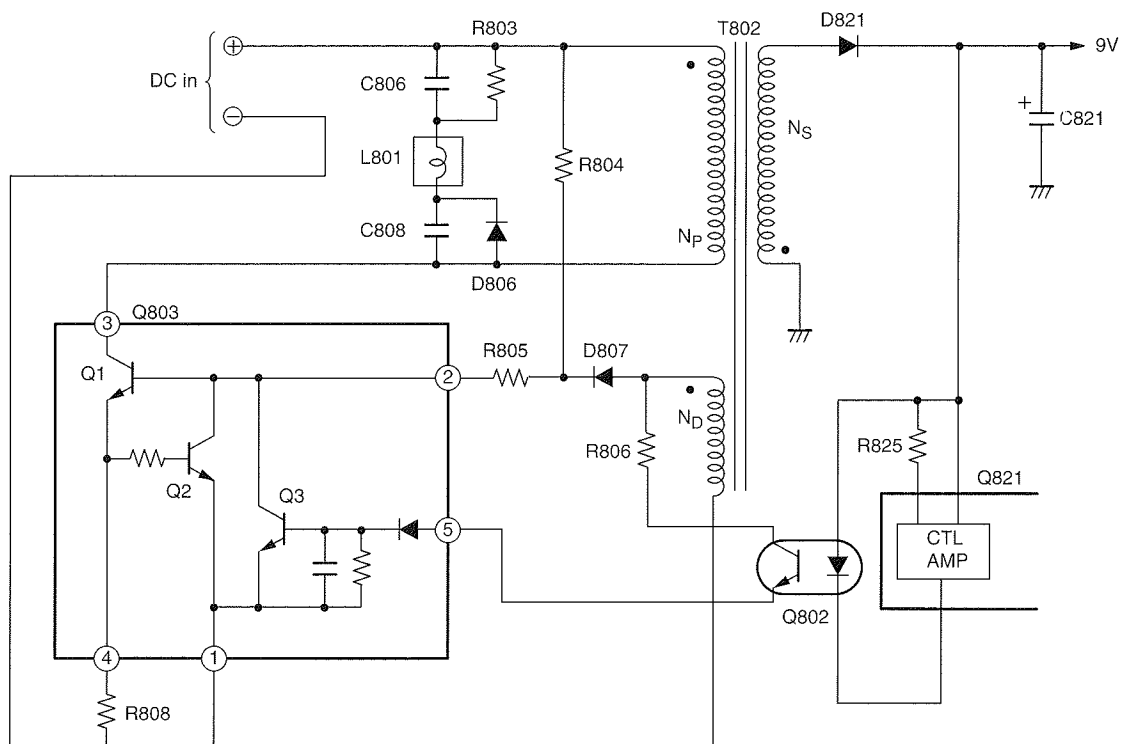 DC in
+
−
R803
C806
L801
C808
D806
R804
T802
N_P
N_S
D821
9V
+
C821
Q803
3
Q1
2
R805
D807
N_D
R806
Q2
Q3
5
R825
Q821
CTL
AMP
Q802
4
1
R808